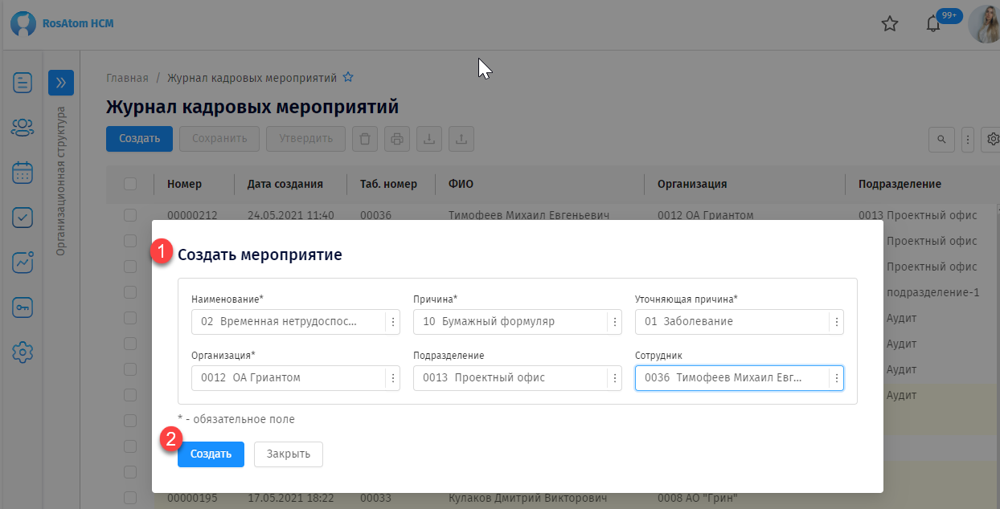 RosAtom HCM
99+
Главная / Журнал кадровых мероприятий
Журнал кадровых мероприятий
Создать Сохранить Утвердить
Организационная структура
Номер Дата создания Таб. номер ФИО Организация Подразделение
00000212 24.05.2021 11:40 00036 Тимофеев Михаил Евгеньевич 0012 ОА Гриантом 0013 Проектный офис
Проектный офис
Проектный офис
подразделение-1
Аудит
Аудит
Аудит
Аудит
1
Создать мероприятие
Наименование* Причина* Уточняющая причина*
02 Временная нетрудоспос... 10 Бумажный формуляр 01 Заболевание
Организация* Подразделение Сотрудник
0012 ОА Гриантом 0013 Проектный офис 0036 Тимофеев Михаил Евг...
* - обязательное поле
2
Создать Закрыть
00000195 17.05.2021 18:22 00033 Кулаков Дмитрий Викторович 0008 АО "Грин"